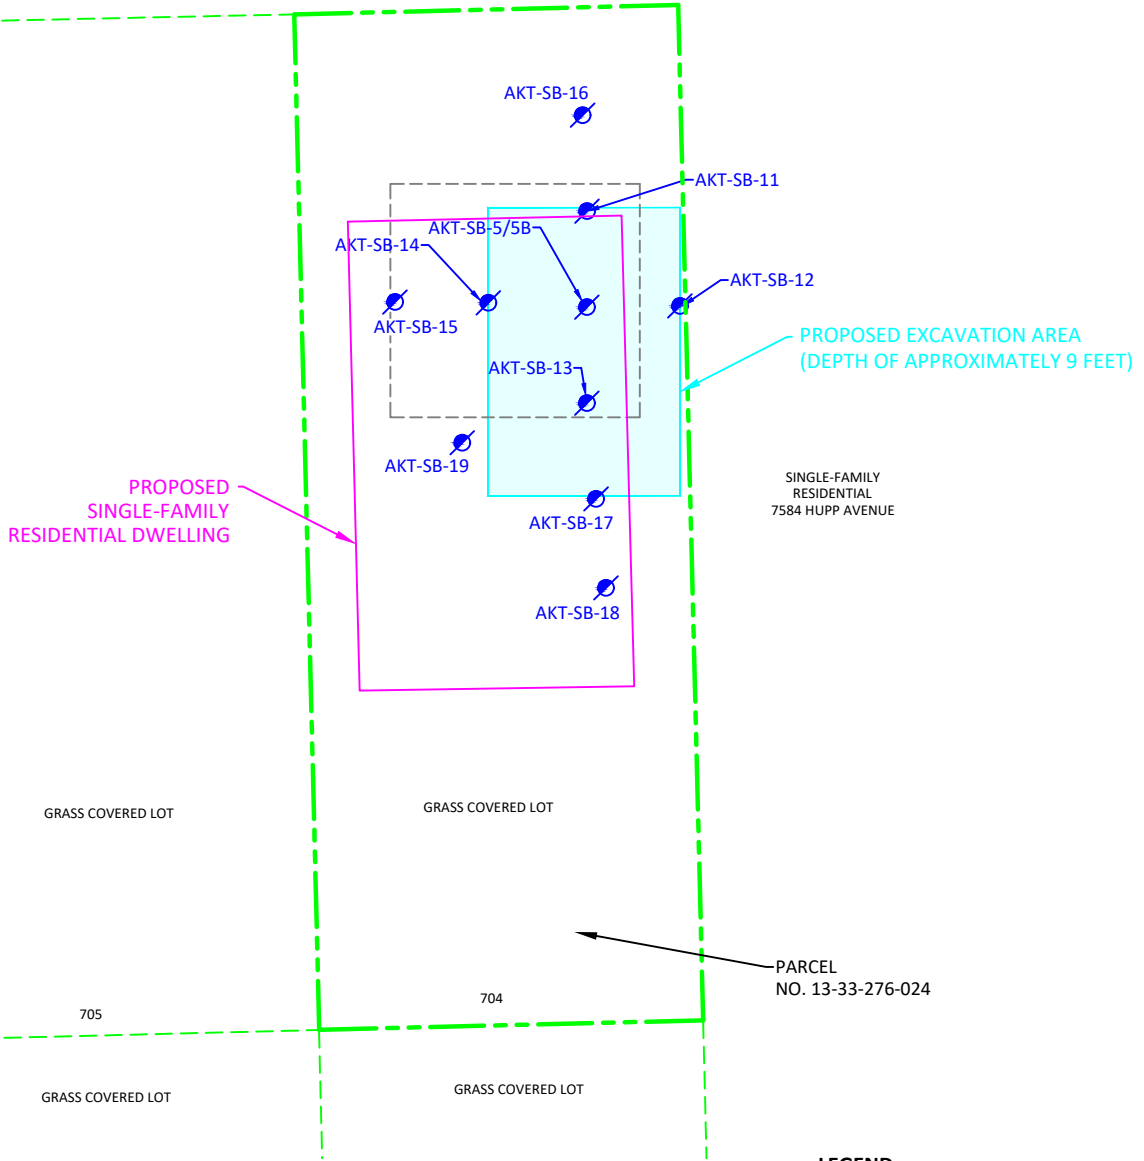 AKT-SB-16
AKT-SB-11
AKT-SB-5/5B
AKT-SB-14
AKT-SB-12
AKT-SB-15
PROPOSED EXCAVATION AREA
(DEPTH OF APPROXIMATELY 9 FEET)
AKT-SB-13
AKT-SB-19
SINGLE-FAMILY
RESIDENTIAL
7584 HUPP AVENUE
PROPOSED
SINGLE-FAMILY
RESIDENTIAL DWELLING
AKT-SB-17
AKT-SB-18
GRASS COVERED LOT
GRASS COVERED LOT
PARCEL
NO. 13-33-276-024
704
705
GRASS COVERED LOT
GRASS COVERED LOT
LEGEND